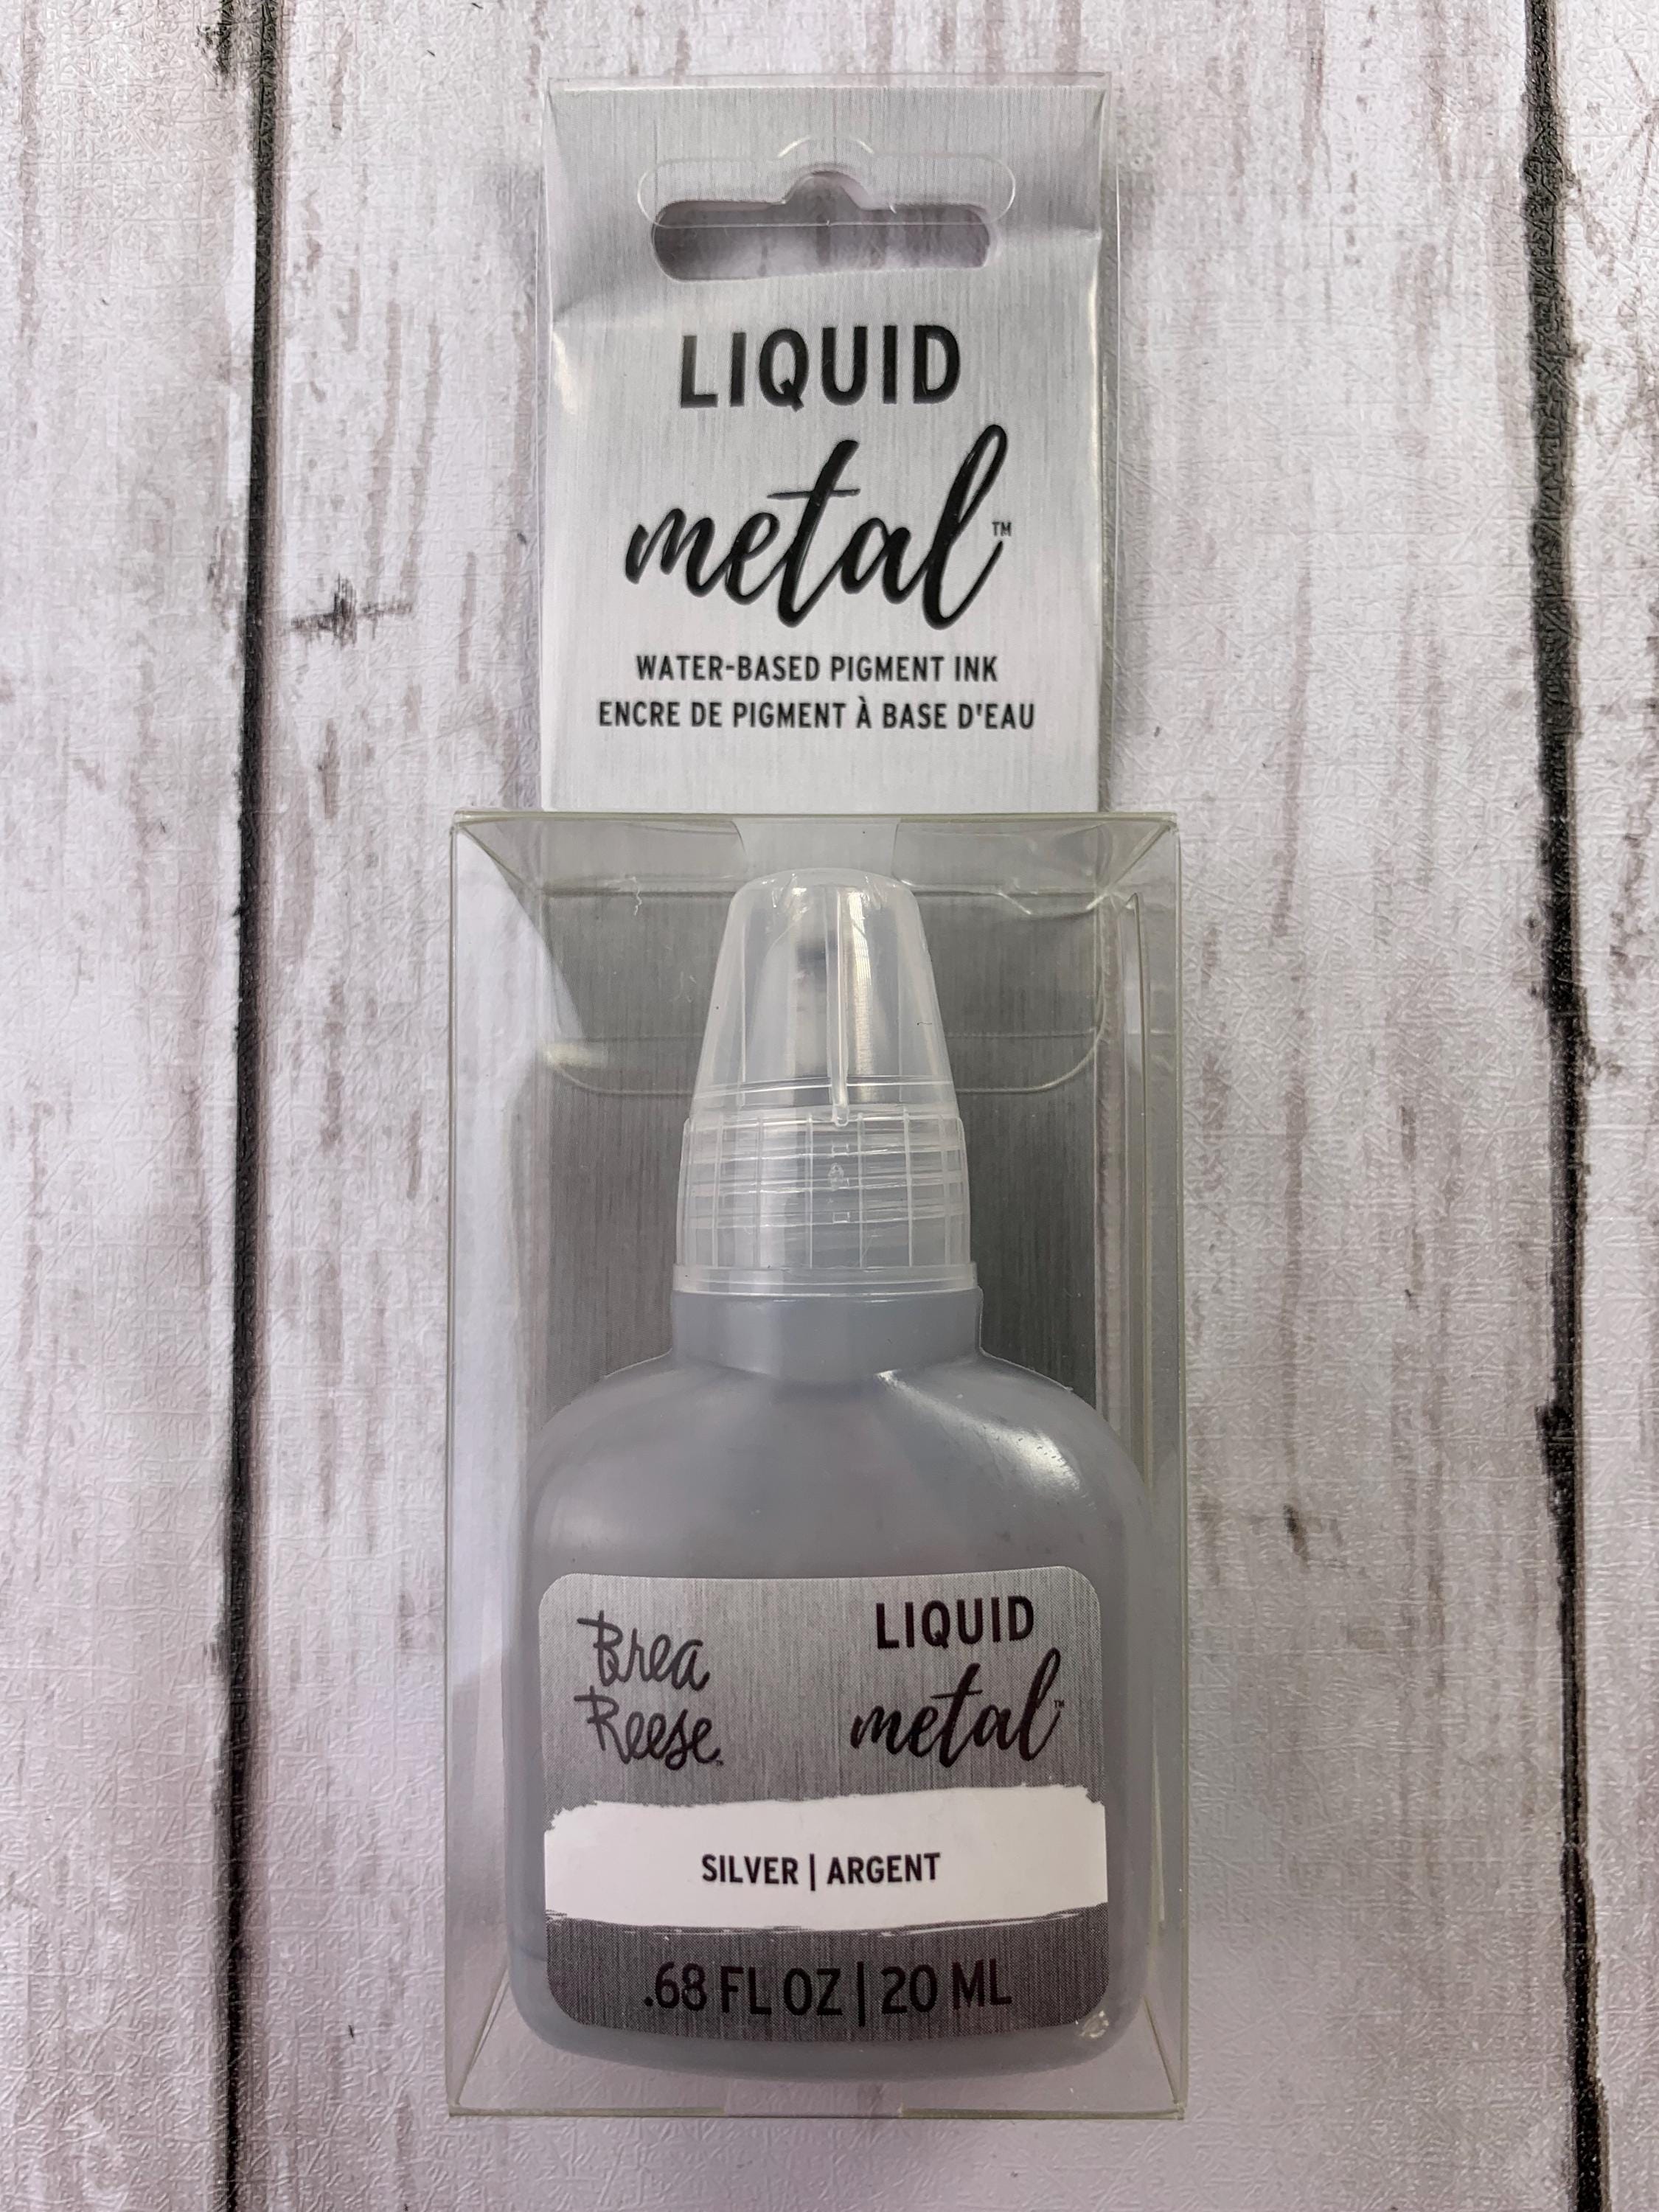 LIQUID
metal™
WATER-BASED PIGMENT INK
ENCRE DE PIGMENT À BASE D'EAU
Brea
Reese™
LIQUID
metal™
SILVER | ARGENT
.68 FL OZ | 20 ML